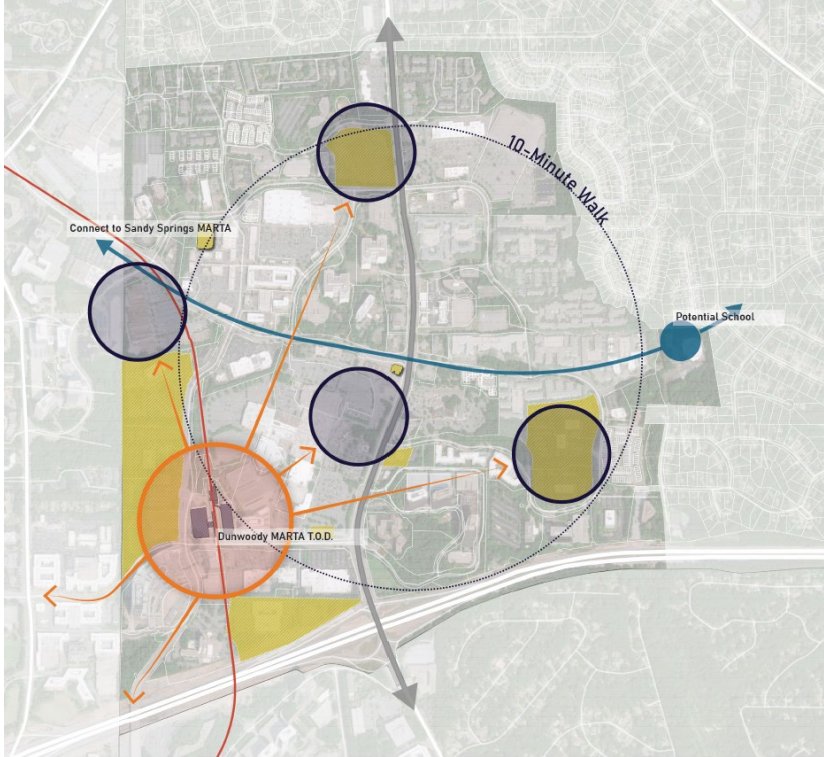 10-Minute Walk
Connect to Sandy Springs MARTA
Potential School
Dunwoody MARTA T.O.D.